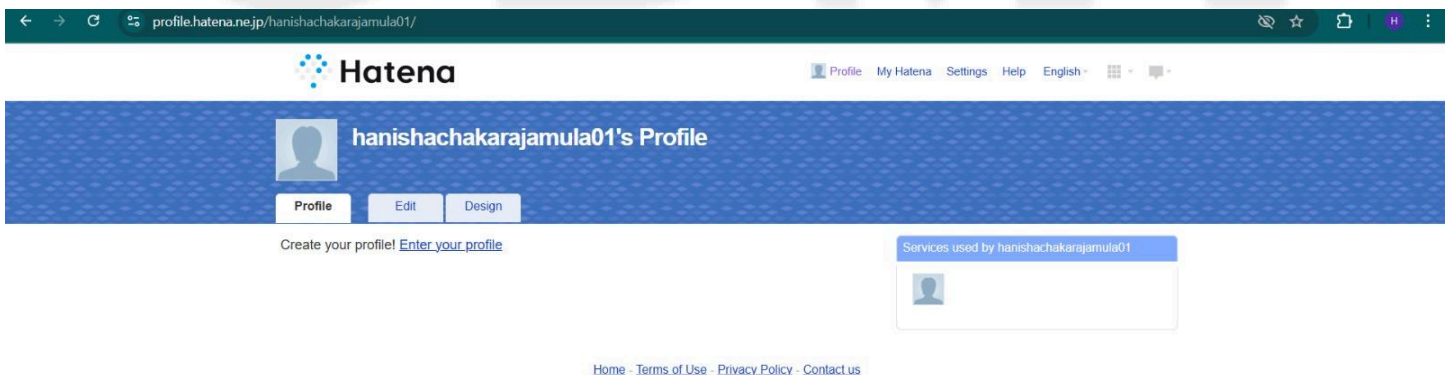 profile.hatena.ne.jp/hanishachakarajamula01/
H
Hatena
Profile My Hatena Settings Help English
hanishachakarajamula01's Profile
Profile Edit Design
Create your profile! Enter your profile
Services used by hanishachakarajamula01
Home - Terms of Use - Privacy Policy - Contact us